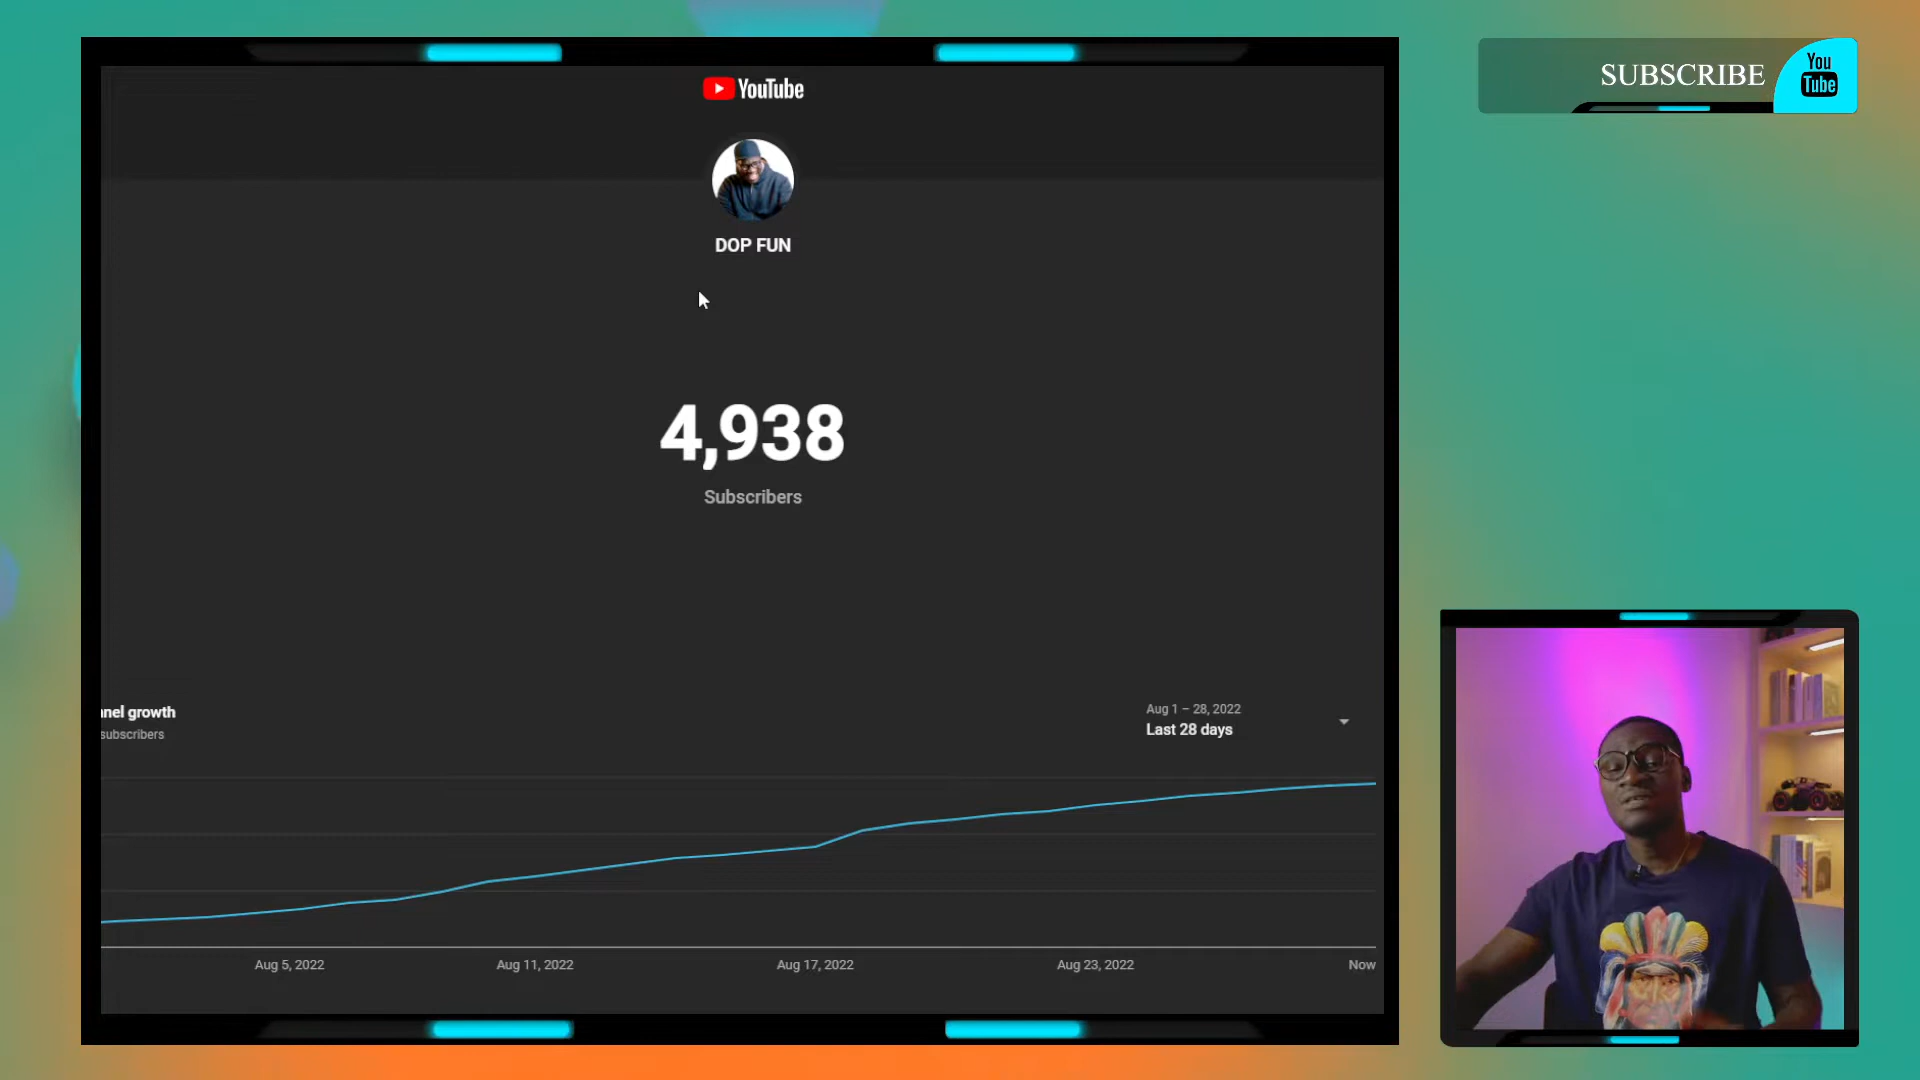 YouTube
SUBSCRIBE
You
Tube
DOP FUN
4,938
Subscribers
nnel growth
subscribers
Aug 1 – 28, 2022
Last 28 days
Aug 5, 2022
Aug 11, 2022
Aug 17, 2022
Aug 23, 2022
Now